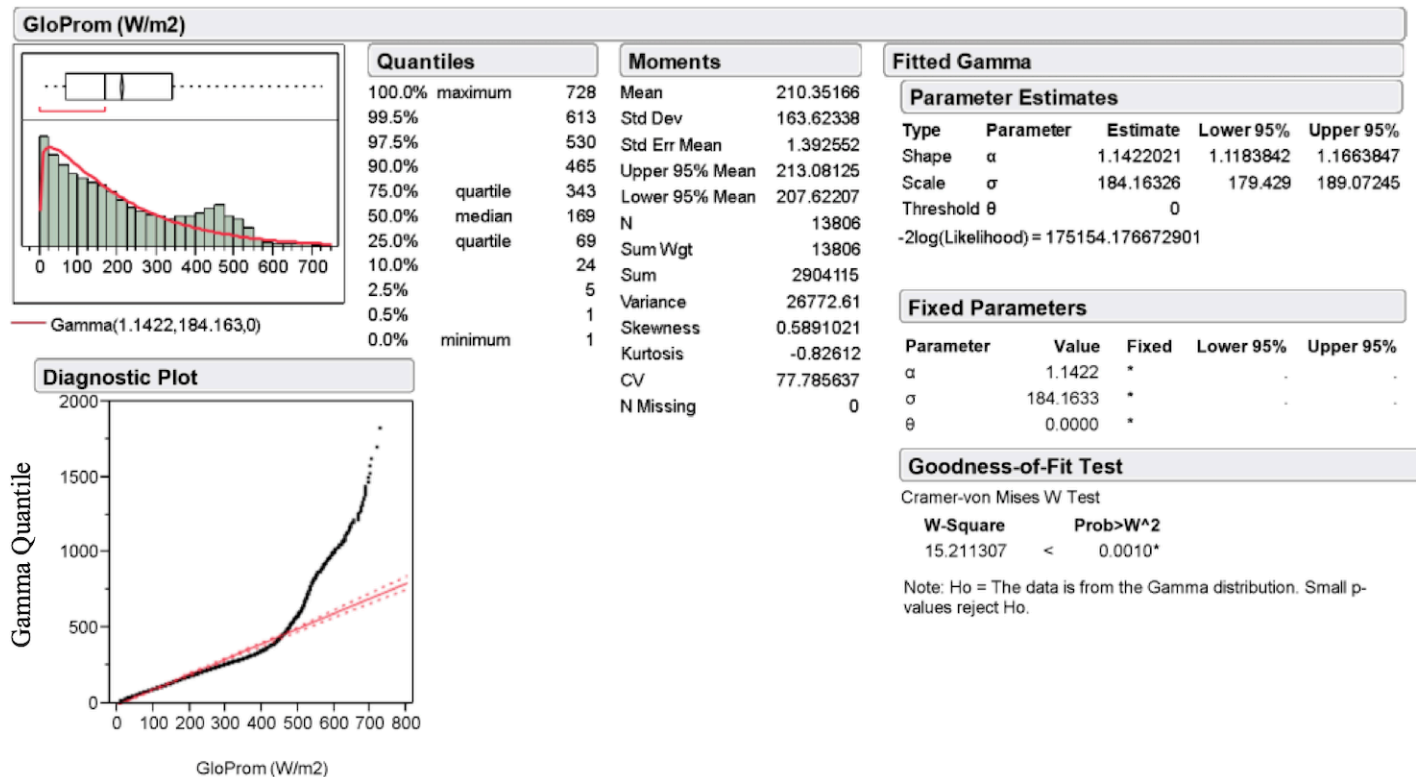 GloProm (W/m2)
0 100 200 300 400 500 600 700
Gamma(1.1422,184.163,0)
Quantiles
100.0% maximum 728
99.5% 613
97.5% 530
90.0% 465
75.0% quartile 343
50.0% median 169
25.0% quartile 69
10.0% 24
2.5% 5
0.5% 1
0.0% minimum 1
Moments
Mean 210.35166
Std Dev 163.62338
Std Err Mean 1.392552
Upper 95% Mean 213.08125
Lower 95% Mean 207.62207
N 13806
Sum Wgt 13806
Sum 2904115
Variance 26772.61
Skewness 0.5891021
Kurtosis -0.82612
CV 77.785637
N Missing 0
Fitted Gamma
Parameter Estimates
Type Parameter Estimate Lower 95% Upper 95%
Shape α 1.1422021 1.1183842 1.1663847
Scale σ 184.16326 179.429 189.07245
Threshold θ 0
-2log(Likelihood) = 175154.176672901
Fixed Parameters
Parameter Value Fixed Lower 95% Upper 95%
α 1.1422 * . .
σ 184.1633 * . .
θ 0.0000 *
Goodness-of-Fit Test
Cramer-von Mises W Test
W-Square Prob>W^2
15.211307 < 0.0010*
Note: Ho = The data is from the Gamma distribution. Small p-
values reject Ho.
Diagnostic Plot
Gamma Quantile
2000
1500
1000
500
0
0 100 200 300 400 500 600 700 800
GloProm (W/m2)